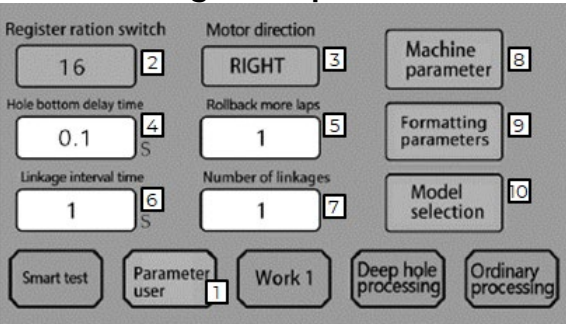 Register ration switch Motor direction
16 2 RIGHT 3 Machine parameter 8
Hole bottom delay time Rollback more laps
0.1 S 4 1 5 Formatting parameters 9
Linkage interval time Number of linkages
1 S 6 1 7 Model selection 10
Smart test Parameter user 1 Work 1 Deep hole processing Ordinary processing